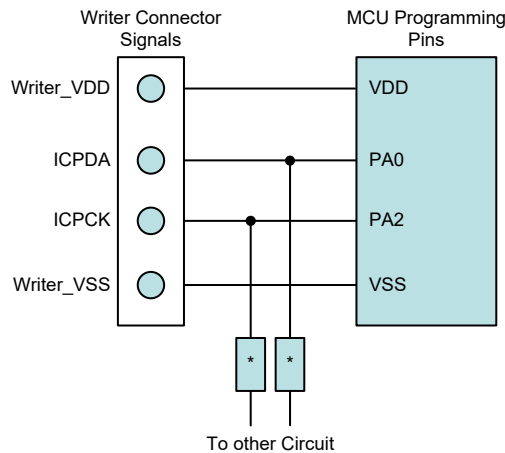 Writer Connector
Signals
MCU Programming
Pins
Writer_VDD
VDD
ICPDA
PA0
ICPCK
PA2
Writer_VSS
VSS
* *
To other Circuit